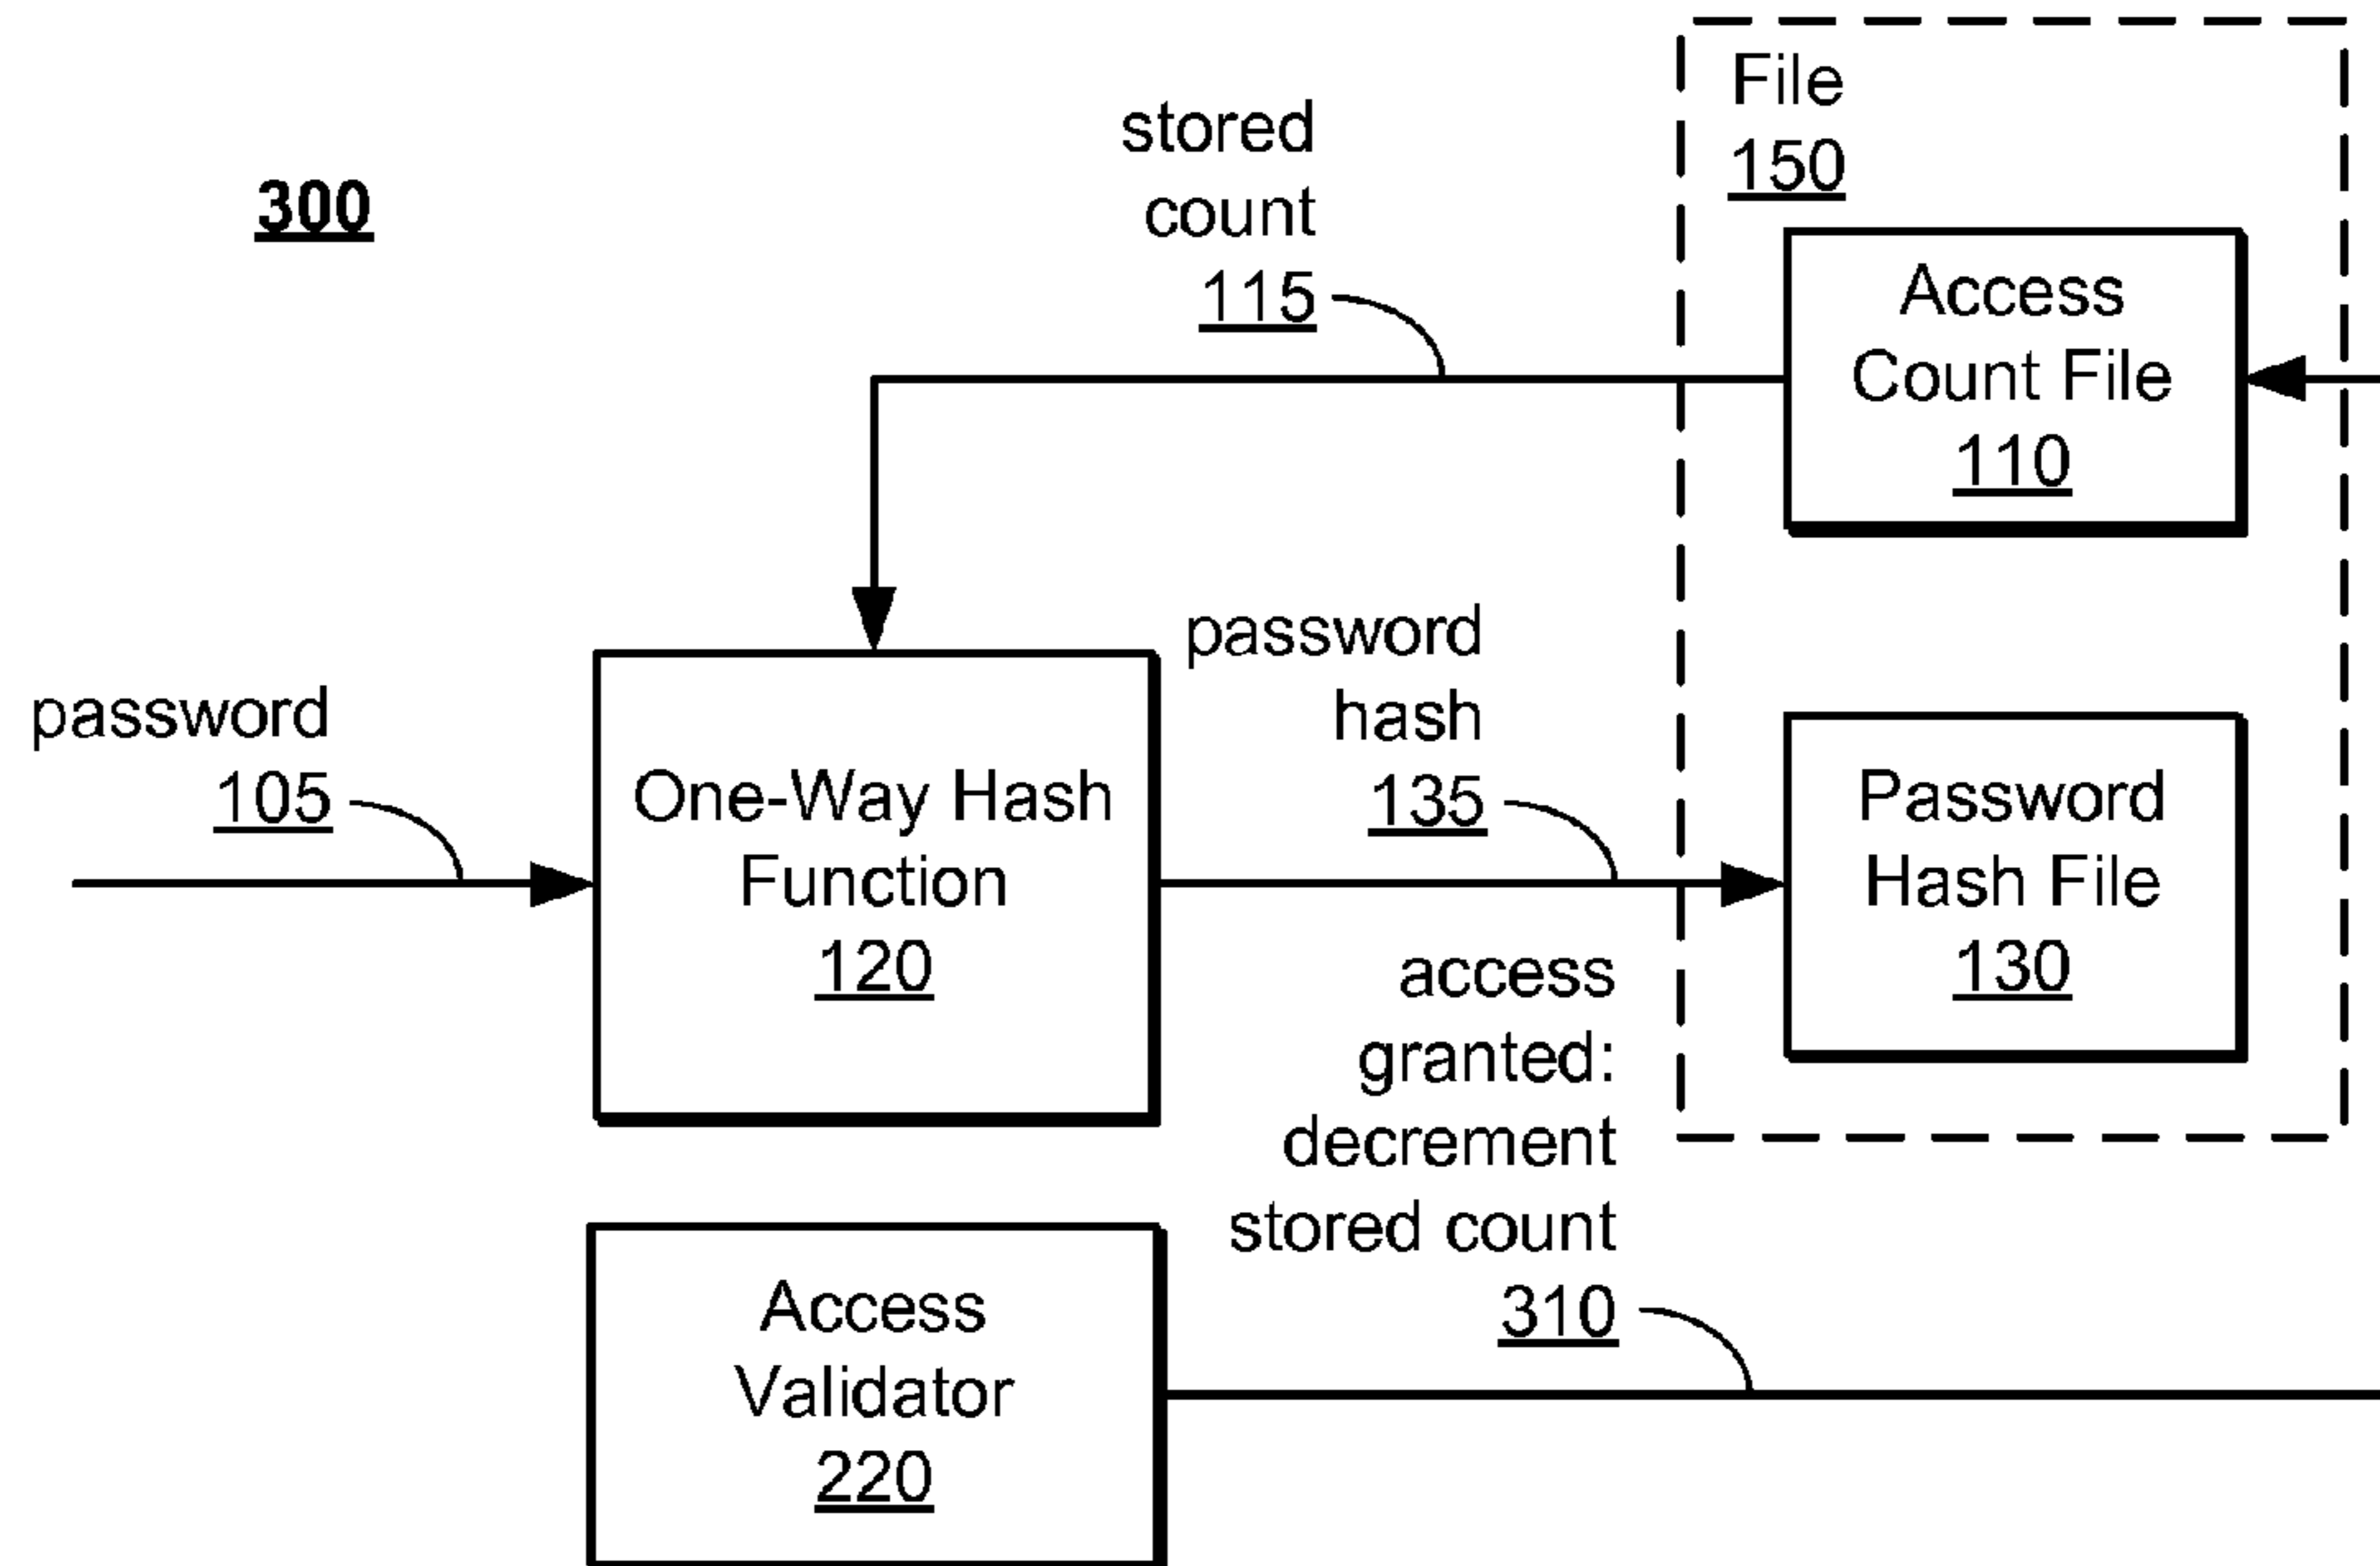 300
stored
count
115
File
150
Access
Count File
110
password
105
One-Way Hash
Function
120
password
hash
135
Password
Hash File
130
access
granted:
decrement
stored count
310
Access
Validator
220